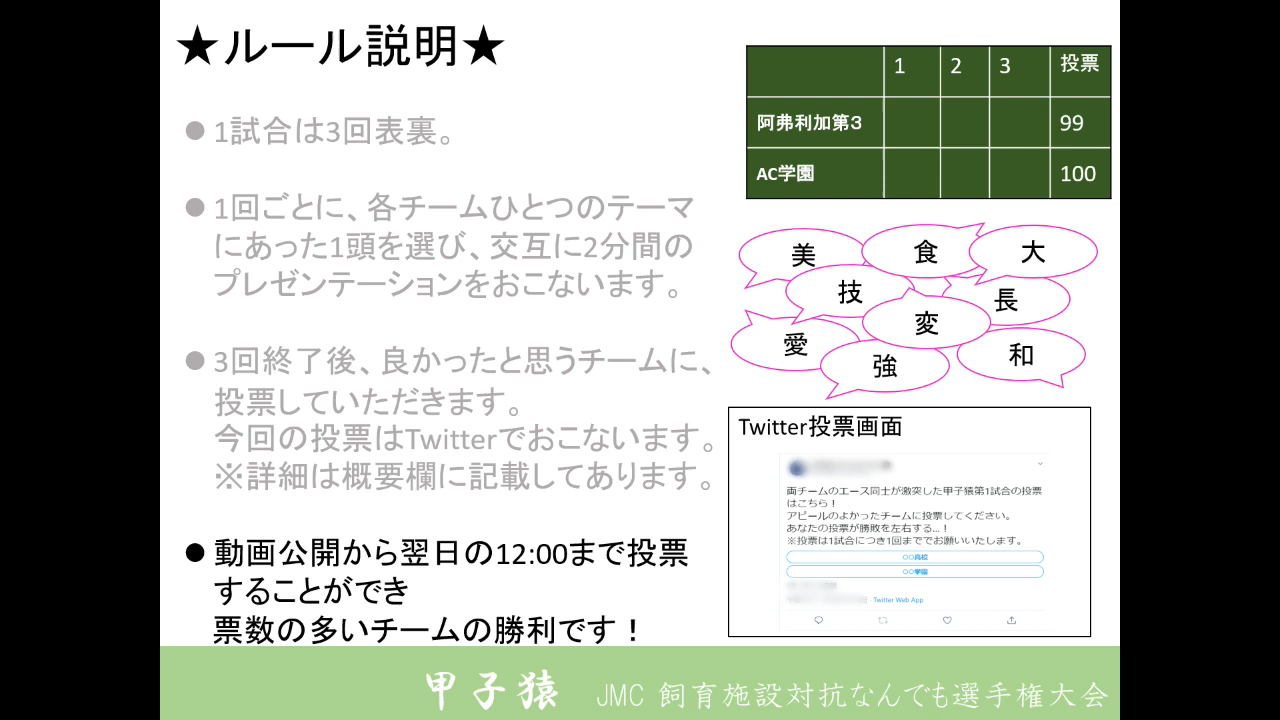 ★ルール説明★
● 1試合は3回表裏。
● 1回ごとに、各チームひとつのテーマ
にあった1頭を選び、交互に2分間の
プレゼンテーションをおこないます。
● 3回終了後、良かったと思うチームに、
投票していただきます。
今回の投票はTwitterでおこないます。
※詳細は概要欄に記載してあります。
● 動画公開から翌日の12:00まで投票
することができ
票数の多いチームの勝利です！
1 2 3 投票
阿弗利加第3 99
AC学園 100
美 食 大
技 長
変
愛 強 和
Twitter投票画面
両チームのエース同士が激突した甲子猿第1試合の投票
はこちら！
アピールのよかったチームに投票してください。
あなたの投票が勝敗を左右する...！
※投票は1試合につき1回まででお願いいたします。
○○高校
○○学園
· Twitter Web App
甲子猿 JMC 飼育施設対抗なんでも選手権大会